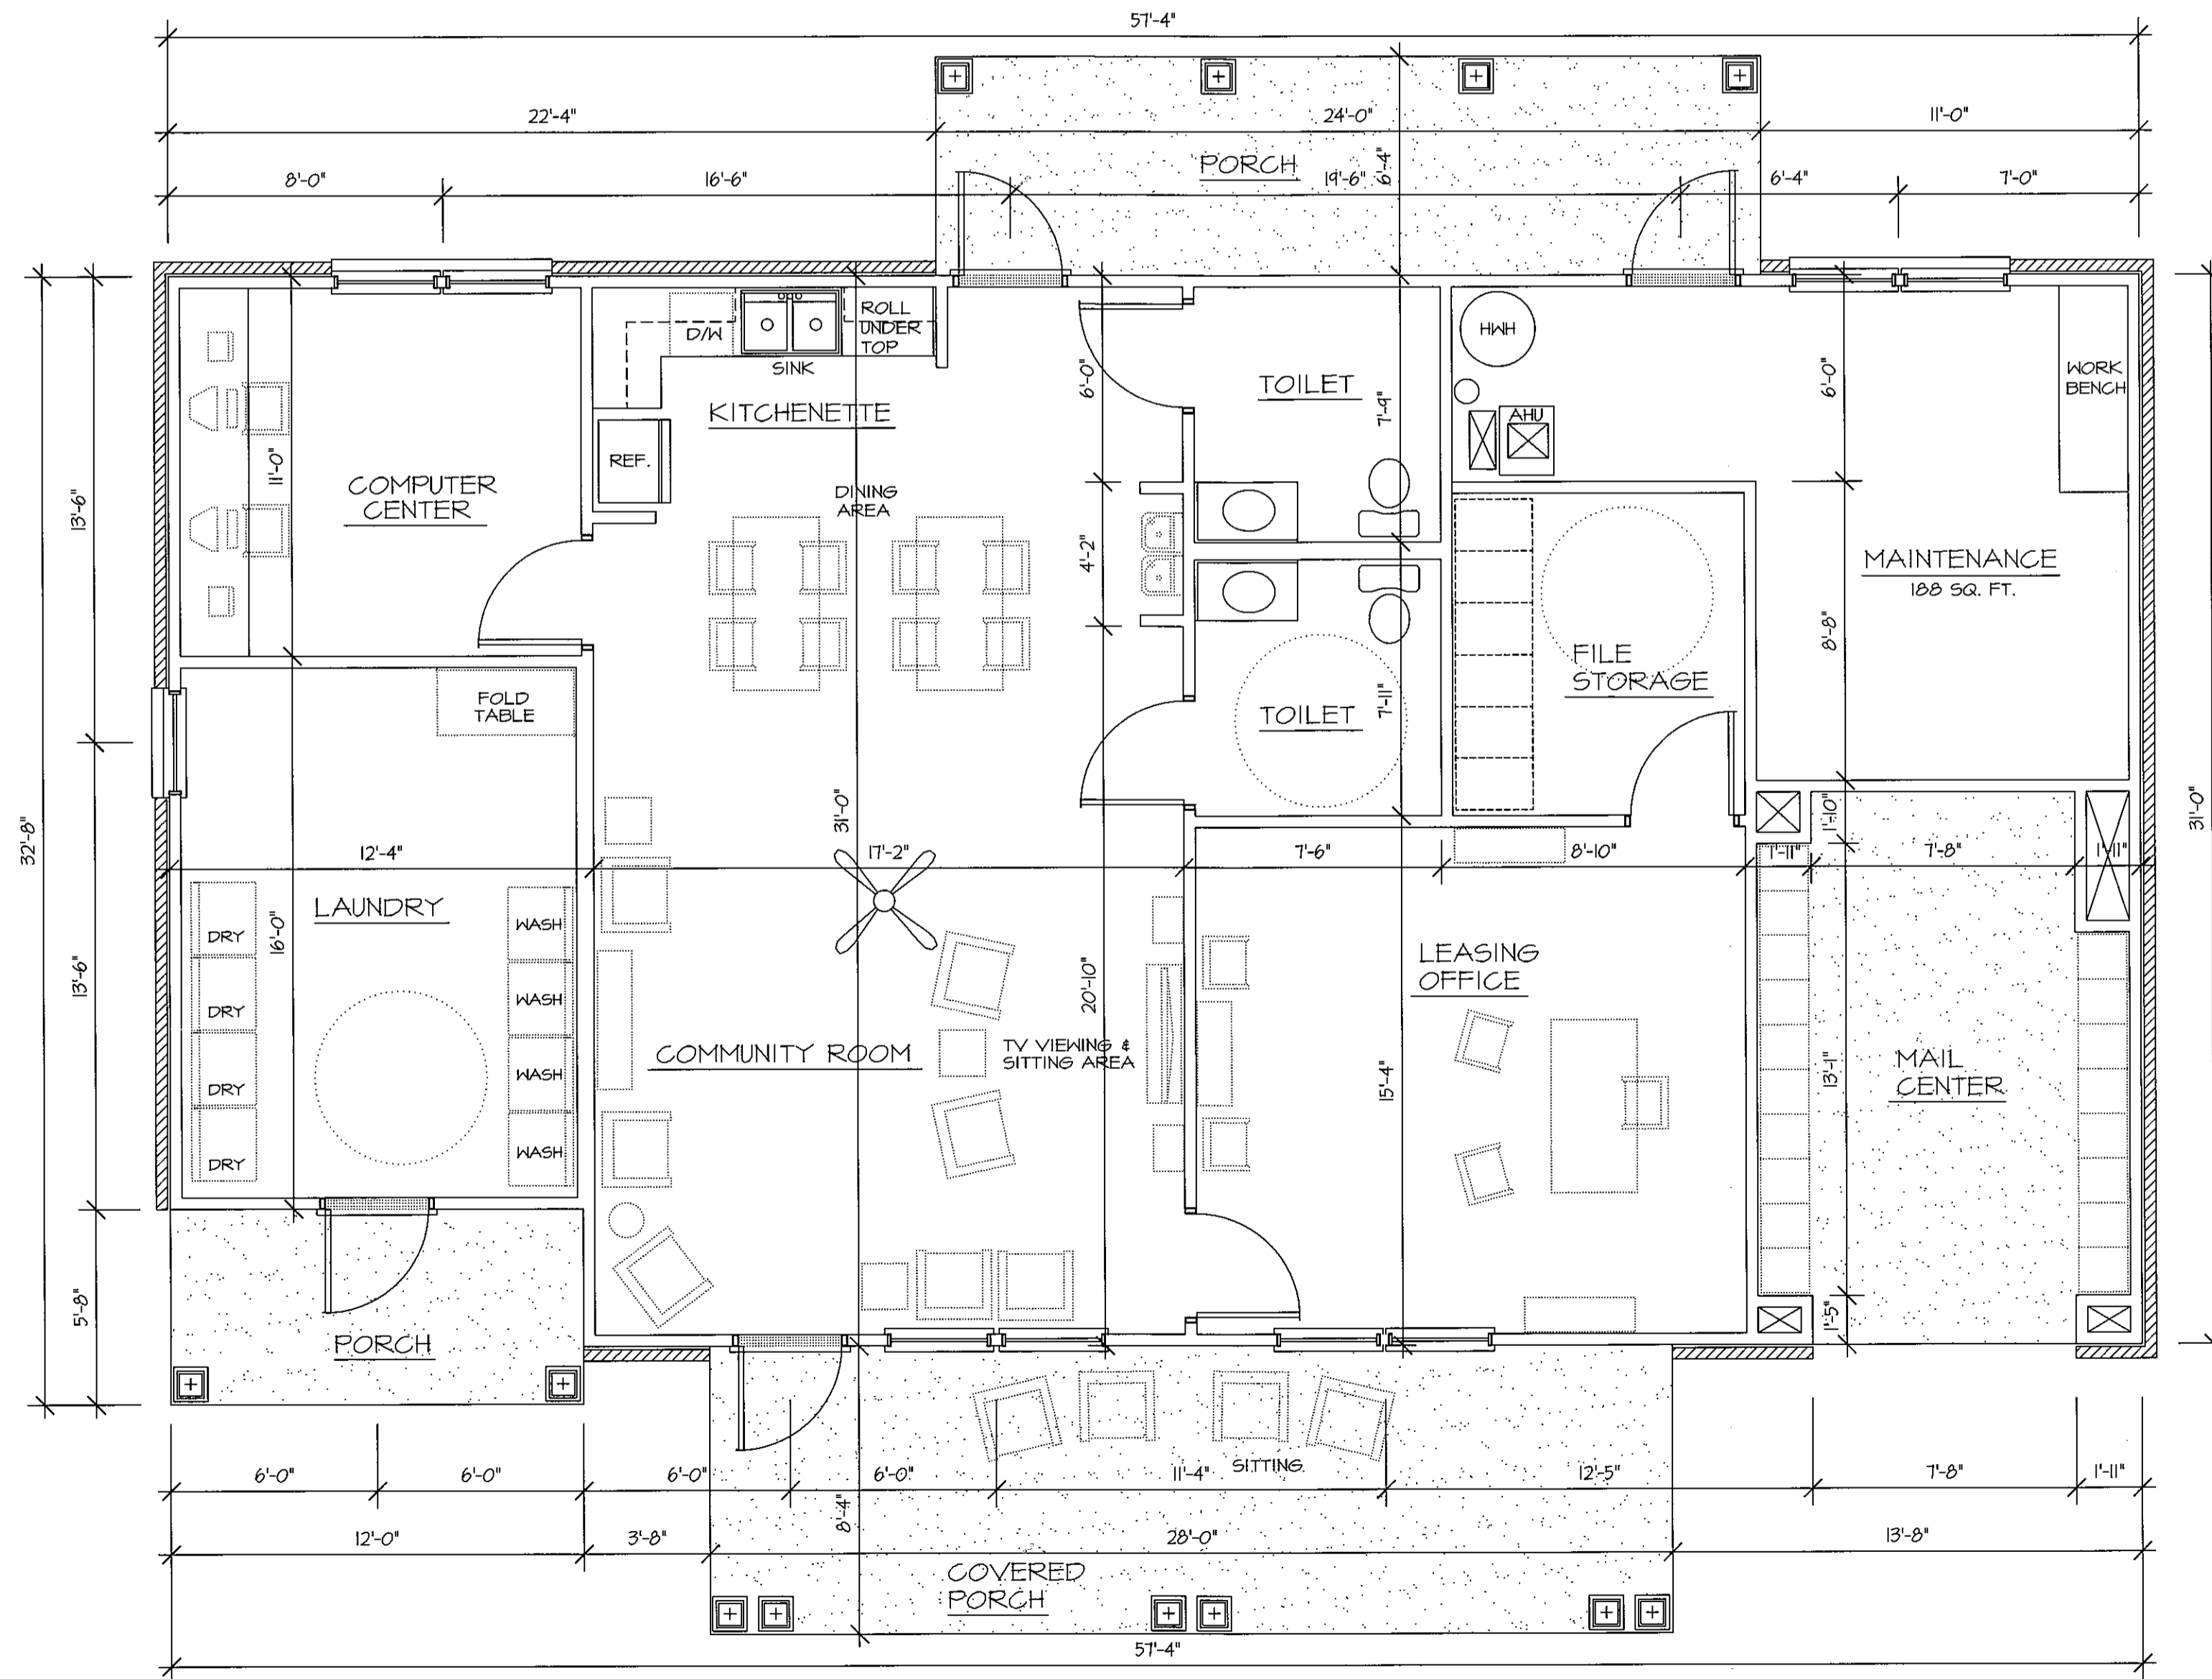 57'-4"
22'-4"
24'-0"
11'-0"
PORCH
6'-4"
8'-0"
16'-6"
19'-6"
6'-4"
7'-0"
D/W
ROLL
UNDER
TOP
SINK
HWH
WORK
BENCH
TOILET
6'-0"
7'-9"
6'-0"
KITCHENETTE
AHU
REF.
11'-0"
COMPUTER
CENTER
DINING
AREA
13'-6"
4'-2"
MAINTENANCE
188 SQ. FT.
8'-8"
FILE
STORAGE
FOLD
TABLE
TOILET
7'-11"
32'-8"
31'-0"
1'-10"
31'-0"
12'-4"
17'-2"
7'-6"
8'-10"
1'-11"
7'-8"
1'-11"
LAUNDRY
16'-0"
DRY
WASH
DRY
WASH
DRY
WASH
DRY
WASH
13'-6"
20'-10"
LEASING
OFFICE
COMMUNITY ROOM
TV VIEWING &
SITTING AREA
15'-4"
13'-1"
MAIL
CENTER
5'-8"
1'-5"
PORCH
SITTING
6'-0"
6'-0"
6'-0"
6'-0"
11'-4"
12'-5"
7'-8"
1'-11"
8'-4"
12'-0"
3'-8"
28'-0"
13'-8"
COVERED
PORCH
57'-4"